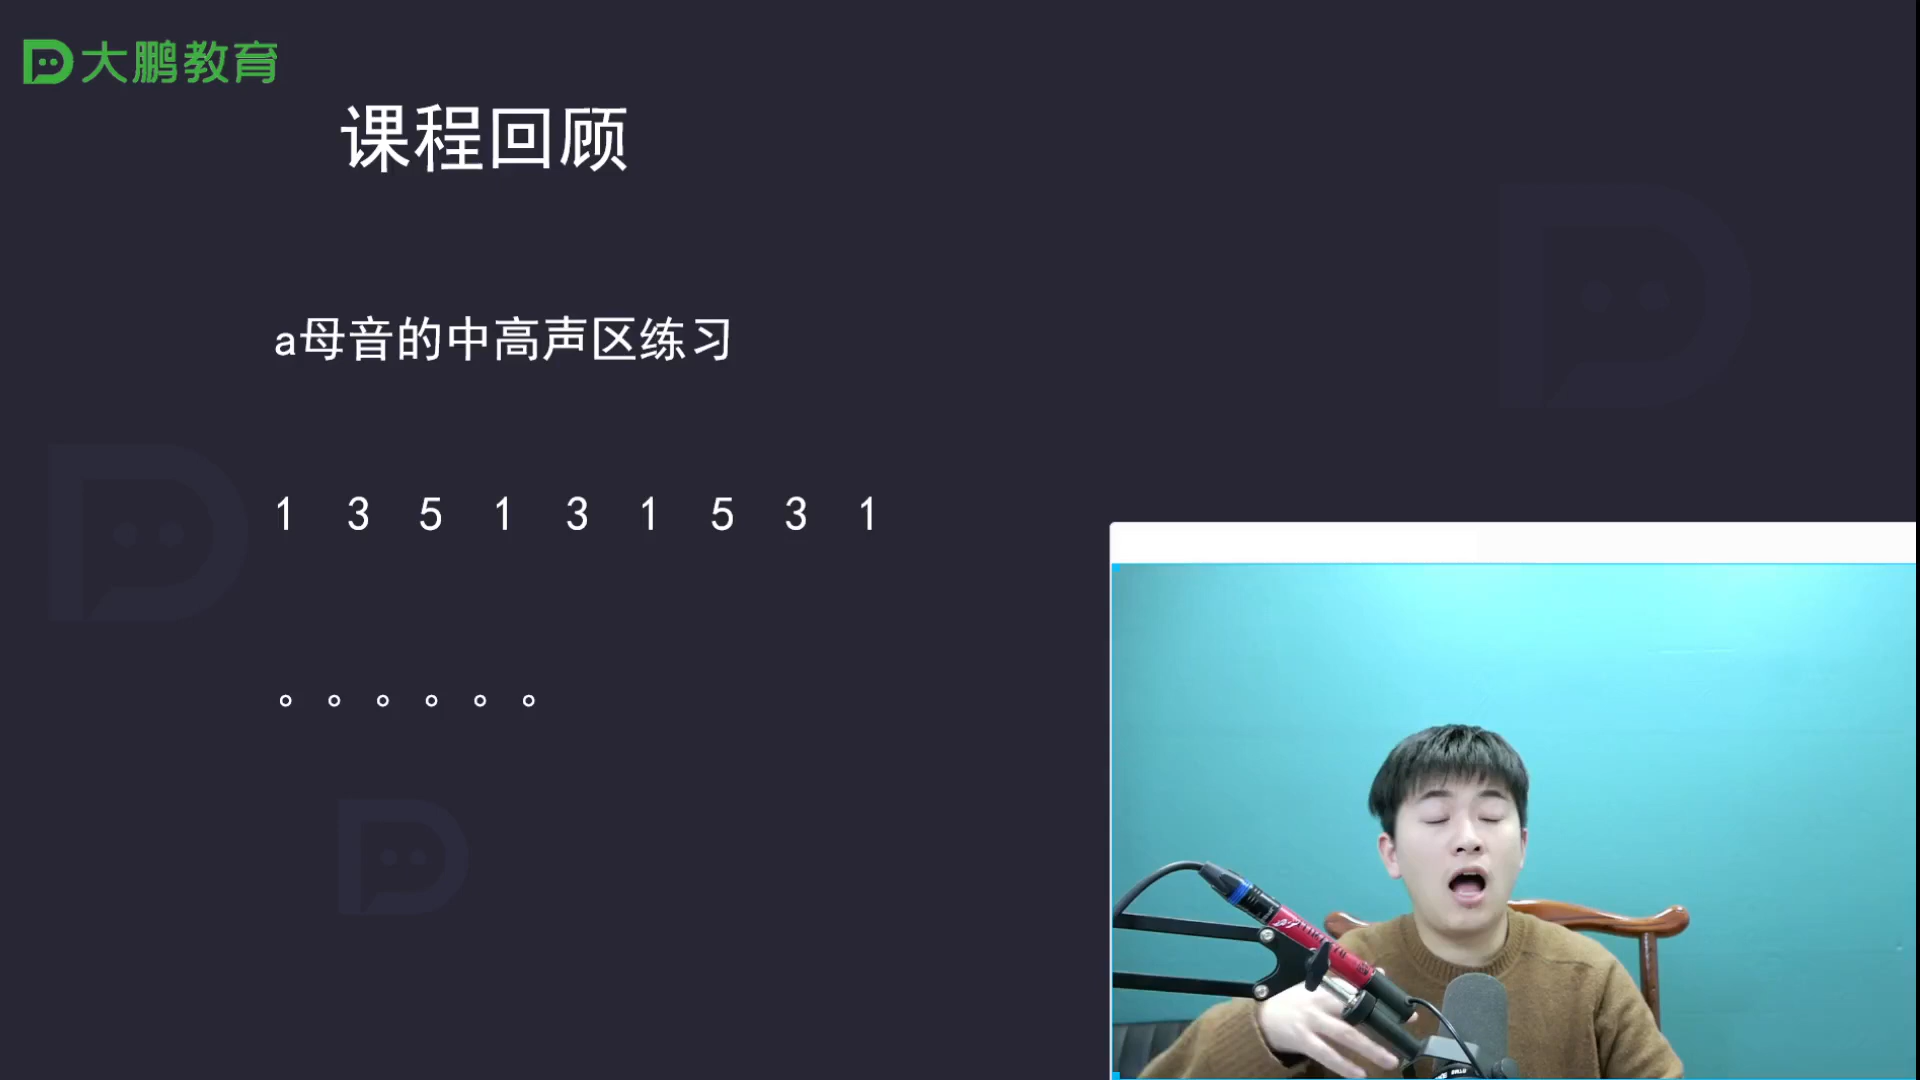 大鹏教育
课程回顾
a母音的中高声区练习
1 3 5 1 3 1 5 3 1
。。。。。。